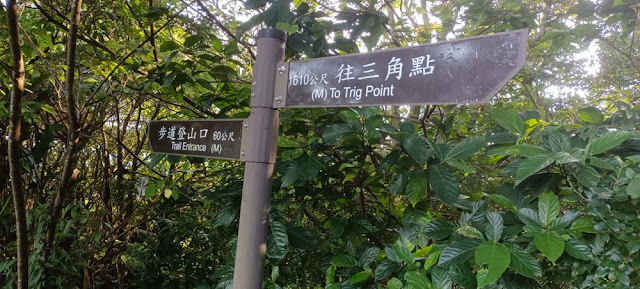 1610公尺 往三角點
(M) To Trig Point
步道登山口 60公尺
Trail Entrance (M)